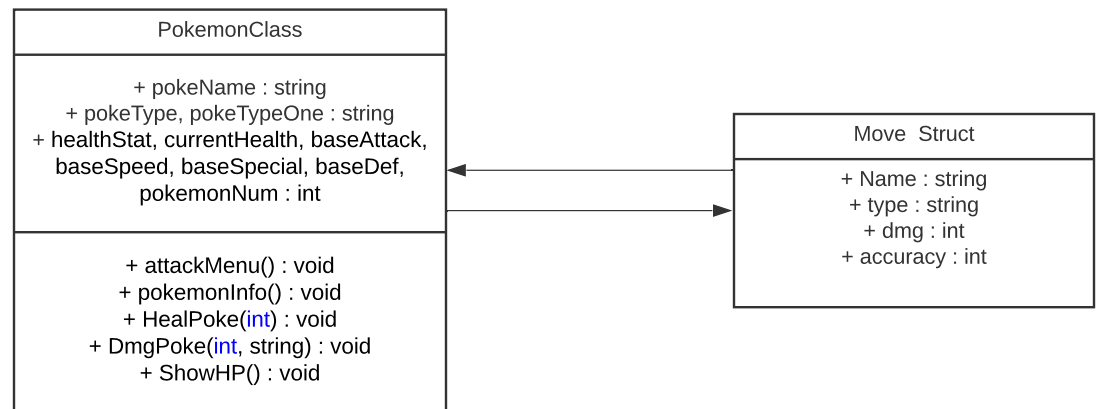 PokemonClass
+ pokeName : string
+ pokeType, pokeTypeOne : string
+ healthStat, currentHealth, baseAttack,
baseSpeed, baseSpecial, baseDef,
pokemonNum : int
+ attackMenu() : void
+ pokemonInfo() : void
+ HealPoke(int) : void
+ DmgPoke(int, string) : void
+ ShowHP() : void
Move Struct
+ Name : string
+ type : string
+ dmg : int
+ accuracy : int